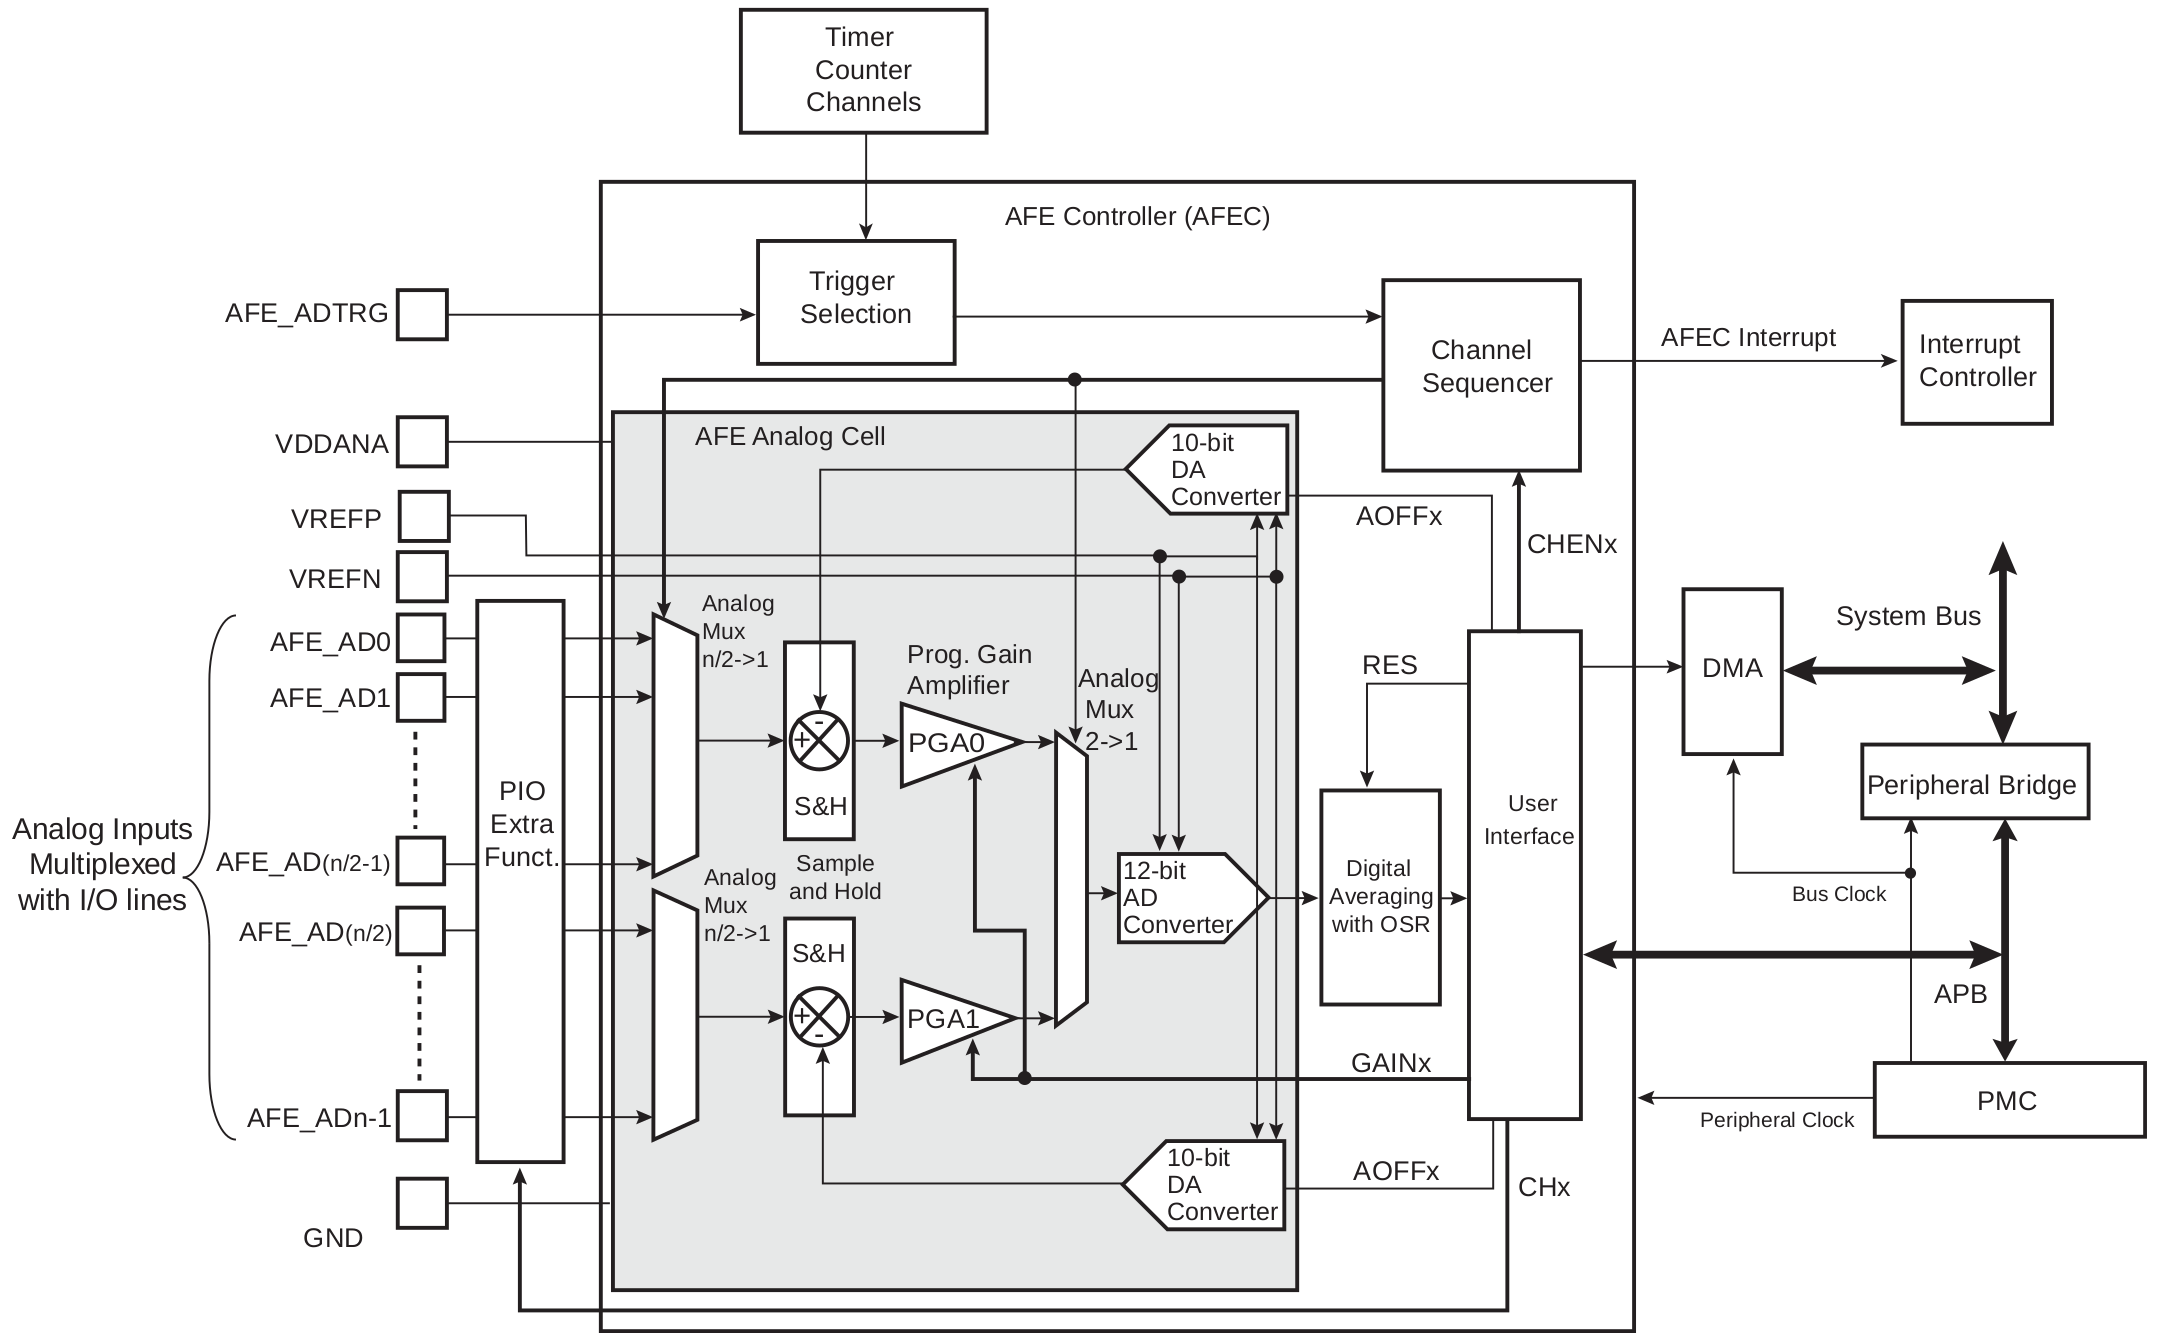 Timer
Counter
Channels
AFE Controller (AFEC)
Trigger
Selection
AFE_ADTRG
Channel
Sequencer
AFEC Interrupt
Interrupt
Controller
VDDANA
AFE Analog Cell
10-bit
DA
Converter
VREFP
AOFFx
CHENx
VREFN
Analog
Mux
n/2->1
System Bus
AFE_AD0
Prog. Gain
Amplifier
RES
DMA
AFE_AD1
Analog
Mux
2->1
-
+
PGA0
S&H
PIO
Extra
Funct.
Peripheral Bridge
User
Interface
Analog Inputs
Multiplexed
with I/O lines
AFE_AD(n/2-1)
Sample
and Hold
12-bit
AD
Converter
Digital
Averaging
with OSR
Bus Clock
Analog
Mux
n/2->1
AFE_AD(n/2)
S&H
+
-
PGA1
APB
GAINx
PMC
Peripheral Clock
AFE_ADn-1
10-bit
DA
Converter
AOFFx
CHx
GND